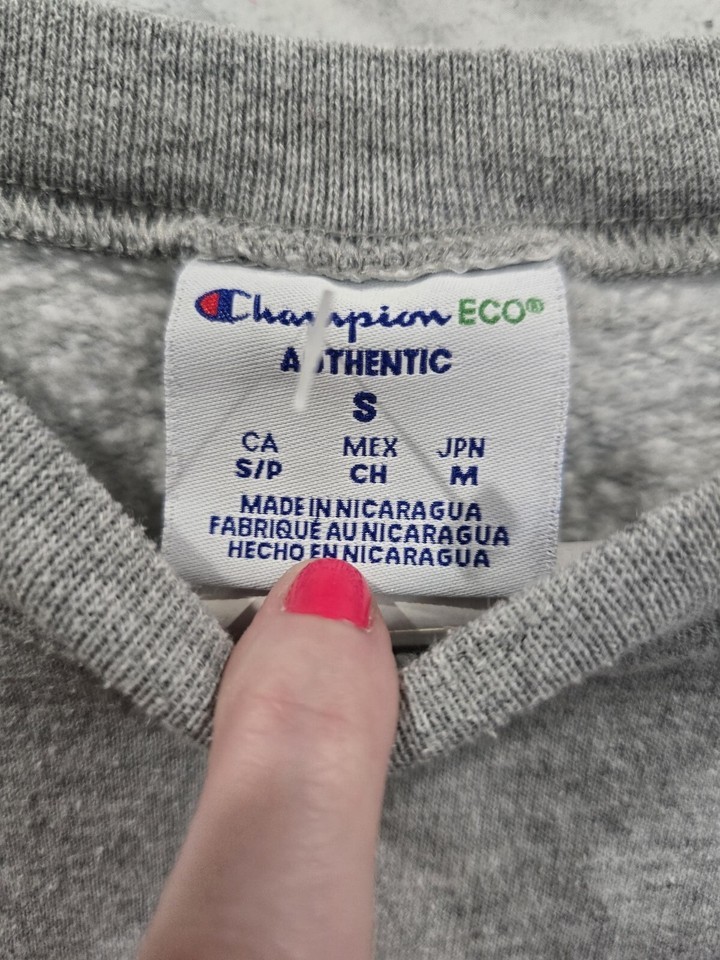 Champion ECO®
AUTHENTIC
S
CA MEX JPN
S/P CH M
MADE IN NICARAGUA
FABRIQUÉ AU NICARAGUA
HECHO EN NICARAGUA